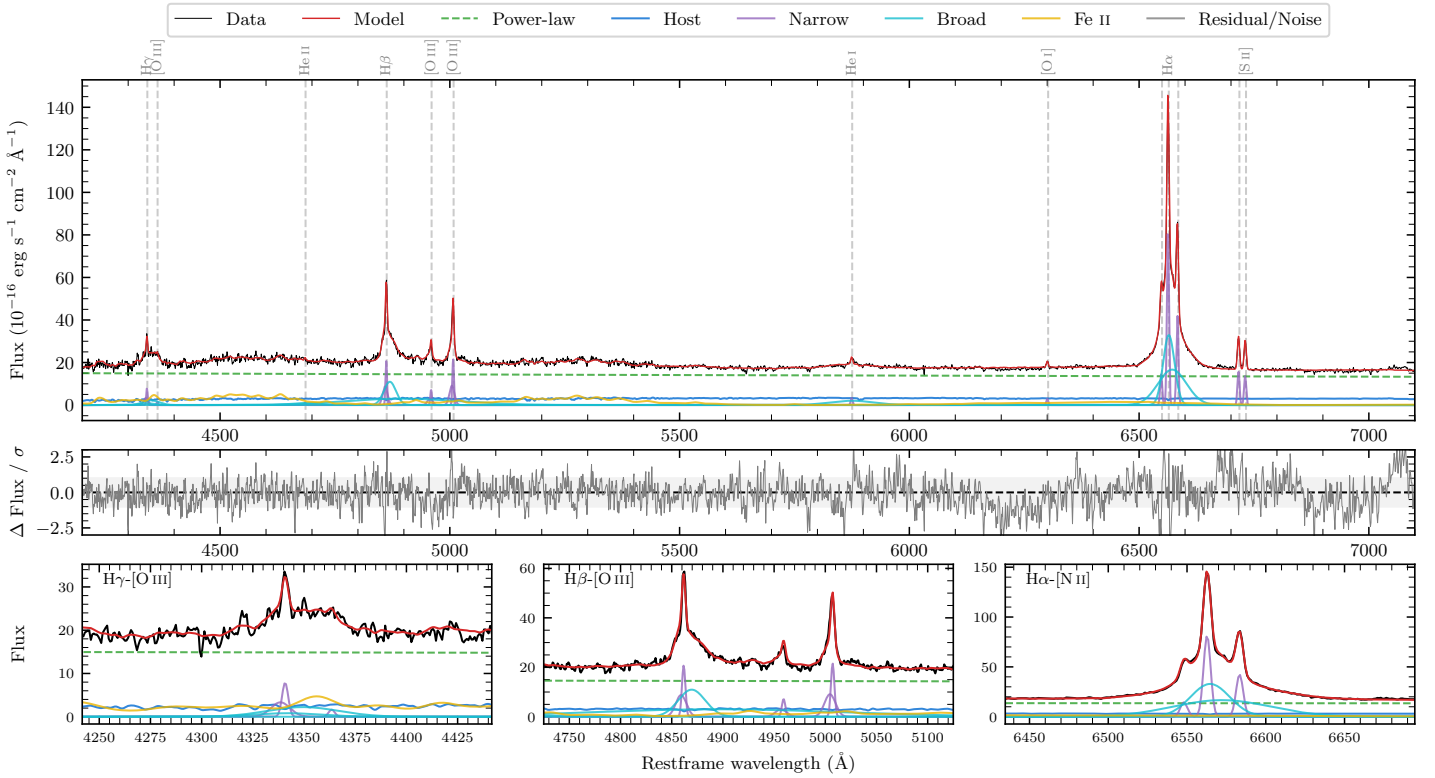 Data Model Power-law Host Narrow Broad Fe II Residual/Noise
Hγ [O III] He II Hβ [O III] [O III] He I [O I] Hα [S II]
Flux (10⁻¹⁶ erg s⁻¹ cm⁻² Å⁻¹)
140
120
100
80
60
40
20
0
4500 5000 5500 6000 6500 7000
Δ Flux / σ
2.5
0.0
−2.5
4500 5000 5500 6000 6500 7000
Flux
Hγ-[O III]
30
20
10
0
4250 4275 4300 4325 4350 4375 4400 4425
Hβ-[O III]
60
40
20
0
4750 4800 4850 4900 4950 5000 5050 5100
Hα-[N II]
150
100
50
0
6450 6500 6550 6600 6650
Restframe wavelength (Å)